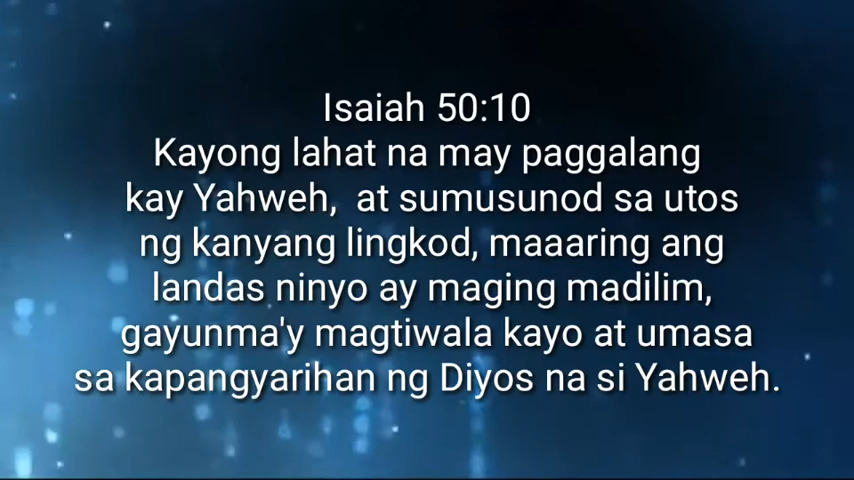 Isaiah 50:10
Kayong lahat na may paggalang
kay Yahweh, at sumusunod sa utos
ng kanyang lingkod, maaaring ang
landas ninyo ay maging madilim,
gayunma'y magtiwala kayo at umasa
sa kapangyarihan ng Diyos na si Yahweh.